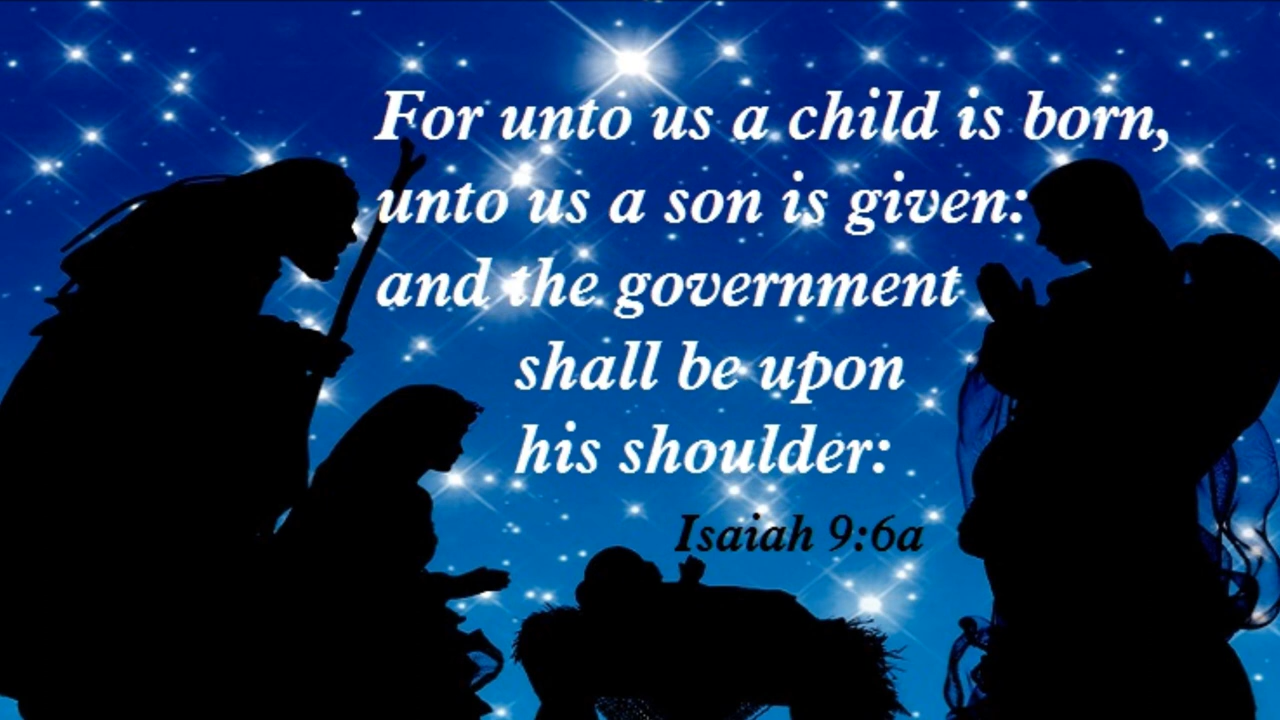 For unto us a child is born,
unto us a son is given:
and the government
shall be upon
his shoulder:
Isaiah 9:6a